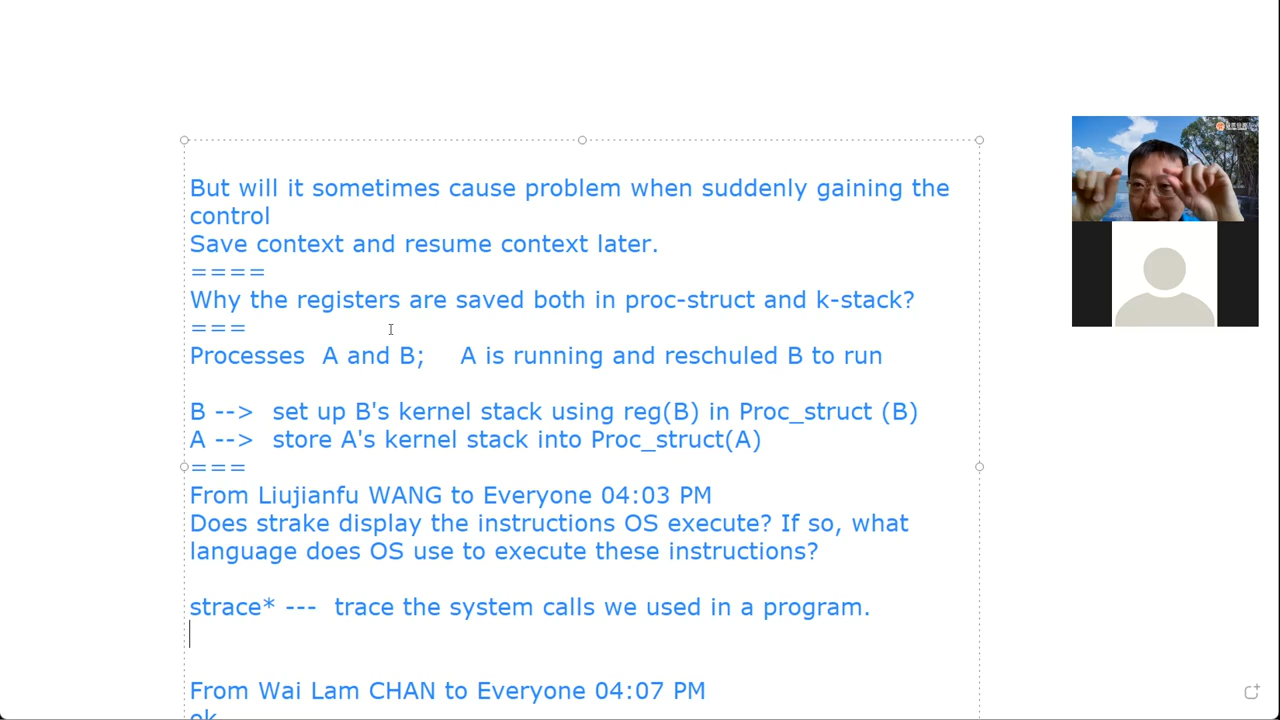 But will it sometimes cause problem when suddenly gaining the
control
Save context and resume context later.
====
Why the registers are saved both in proc-struct and k-stack?
===
Processes  A and B;    A is running and reschuled B to run
B -->  set up B's kernel stack using reg(B) in Proc_struct (B)
A -->  store A's kernel stack into Proc_struct(A)
===
From Liujianfu WANG to Everyone 04:03 PM
Does strake display the instructions OS execute? If so, what
language does OS use to execute these instructions?
strace* ---  trace the system calls we used in a program.
From Wai Lam CHAN to Everyone 04:07 PM
ok